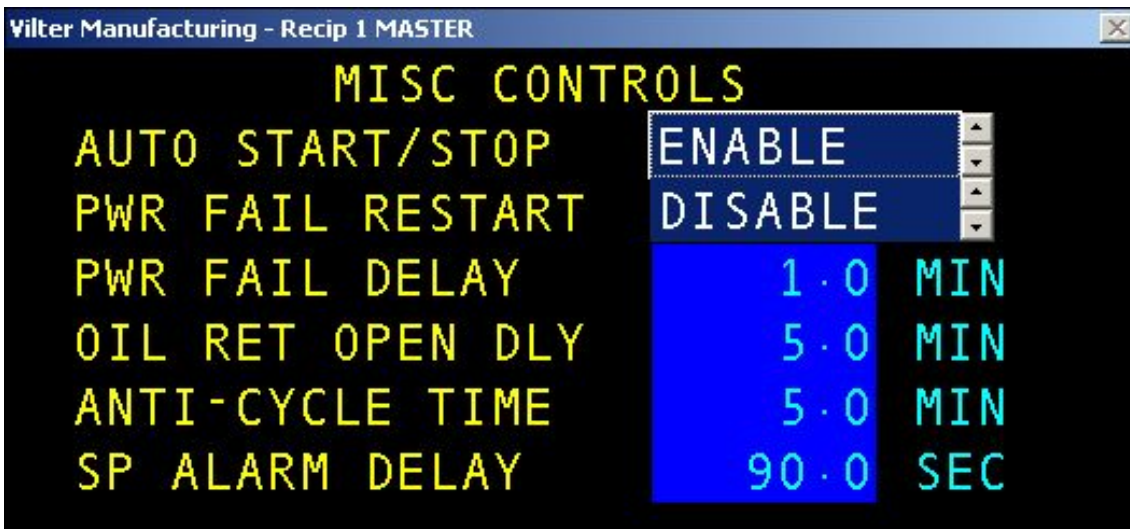 Vilter Manufacturing - Recip 1 MASTER
MISC CONTROLS
AUTO START/STOP ENABLE
PWR FAIL RESTART DISABLE
PWR FAIL DELAY 1.0 MIN
OIL RET OPEN DLY 5.0 MIN
ANTI-CYCLE TIME 5.0 MIN
SP ALARM DELAY 90.0 SEC